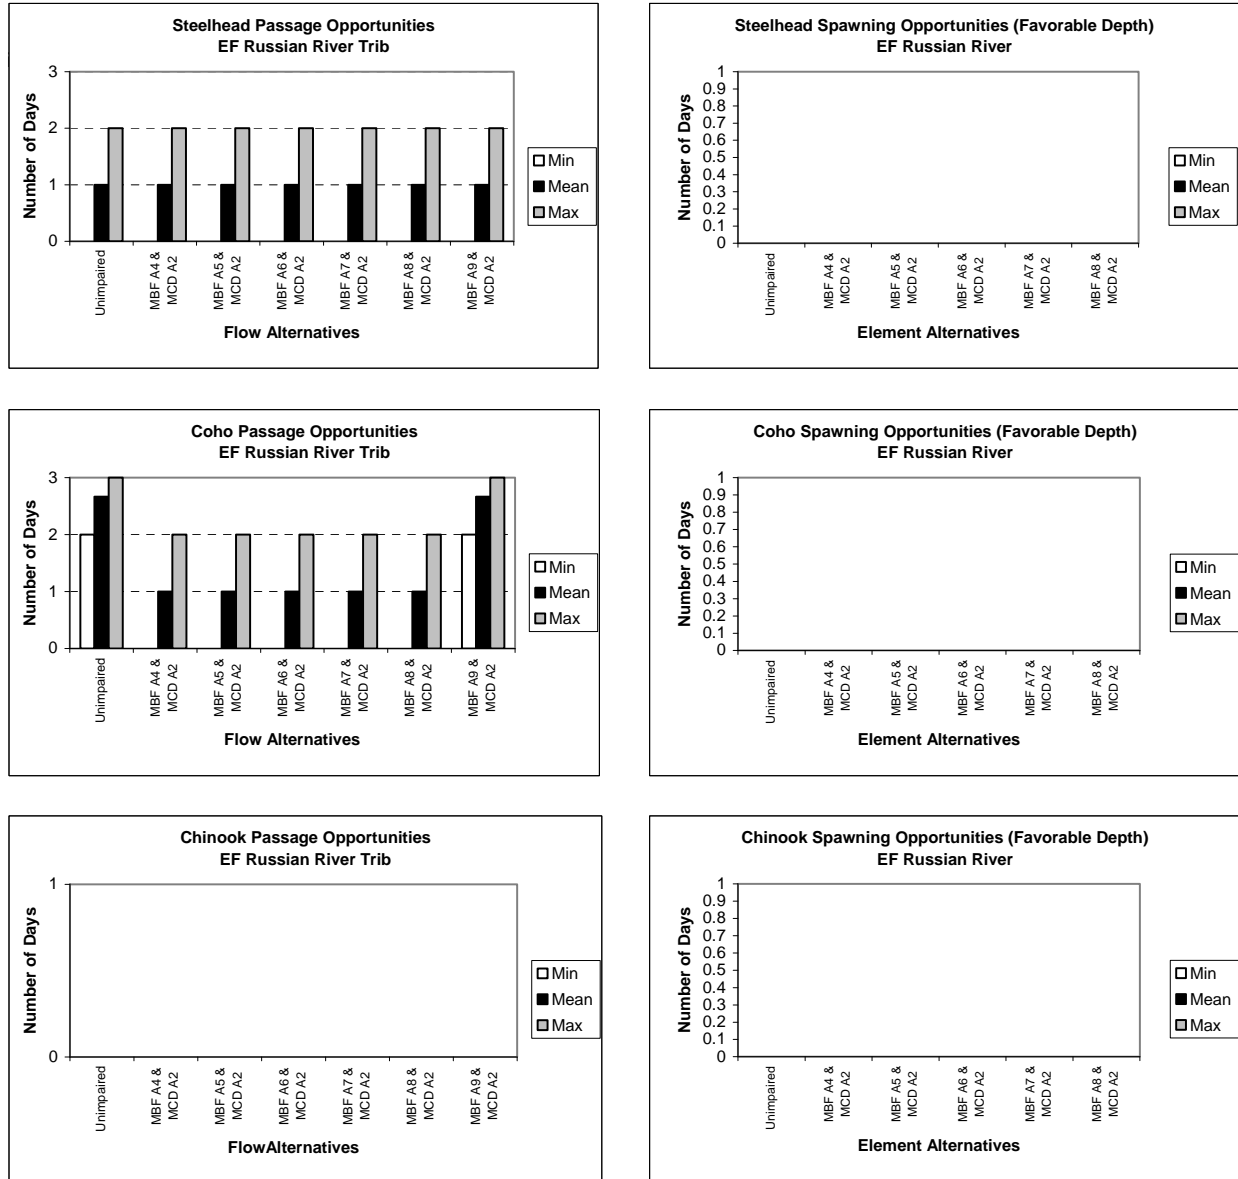 Steelhead Passage Opportunities
EF Russian River Trib
Number of Days
3
2
1
0
Unimpaired
MBF A4 &
MCD A2
MBF A5 &
MCD A2
MBF A6 &
MCD A2
MBF A7 &
MCD A2
MBF A8 &
MCD A2
MBF A9 &
MCD A2
Flow Alternatives
Min
Mean
Max
Steelhead Spawning Opportunities (Favorable Depth)
EF Russian River
Number of Days
1
0.9
0.8
0.7
0.6
0.5
0.4
0.3
0.2
0.1
0
Unimpaired
MBF A4 &
MCD A2
MBF A5 &
MCD A2
MBF A6 &
MCD A2
MBF A7 &
MCD A2
MBF A8 &
MCD A2
Element Alternatives
Min
Mean
Max
Coho Passage Opportunities
EF Russian River Trib
Number of Days
3
2
1
0
Unimpaired
MBF A4 &
MCD A2
MBF A5 &
MCD A2
MBF A6 &
MCD A2
MBF A7 &
MCD A2
MBF A8 &
MCD A2
MBF A9 &
MCD A2
Flow Alternatives
Min
Mean
Max
Coho Spawning Opportunities (Favorable Depth)
EF Russian River
Number of Days
1
0.9
0.8
0.7
0.6
0.5
0.4
0.3
0.2
0.1
0
Unimpaired
MBF A4 &
MCD A2
MBF A5 &
MCD A2
MBF A6 &
MCD A2
MBF A7 &
MCD A2
MBF A8 &
MCD A2
Element Alternatives
Min
Mean
Max
Chinook Passage Opportunities
EF Russian River Trib
Number of Days
1
0
Unimpaired
MBF A4 &
MCD A2
MBF A5 &
MCD A2
MBF A6 &
MCD A2
MBF A7 &
MCD A2
MBF A8 &
MCD A2
MBF A9 &
MCD A2
FlowAlternatives
Min
Mean
Max
Chinook Spawning Opportunities (Favorable Depth)
EF Russian River
Number of Days
1
0.9
0.8
0.7
0.6
0.5
0.4
0.3
0.2
0.1
0
Unimpaired
MBF A4 &
MCD A2
MBF A5 &
MCD A2
MBF A6 &
MCD A2
MBF A7 &
MCD A2
MBF A8 &
MCD A2
Element Alternatives
Min
Mean
Max